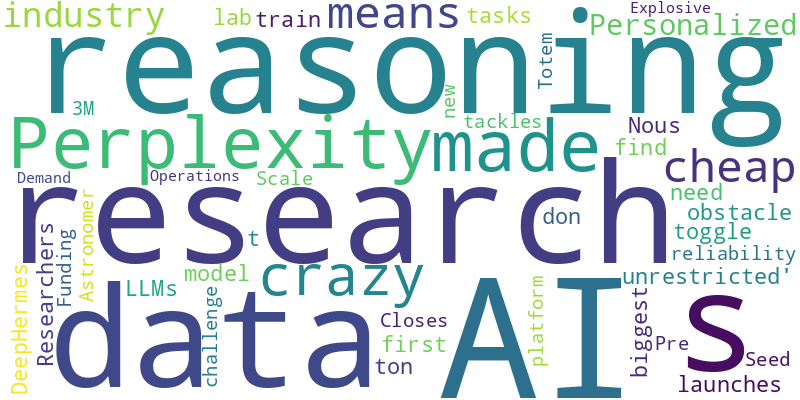 industry
lab
train
means
tasks
Explosive
Personalized
reasoning
Totem
3M
new
Perplexity
made
tackles
Nous
find
cheap
Demand
Operations
Scale
research
need
don
obstacle
toggle
t
Astronomer
Researchers
Funding
reliability
DeepHermes
LLMs
model
crazy
unrestricted'
data
challenge
AI
s
Closes
first
ton
platform
biggest
Pre
Seed
launches